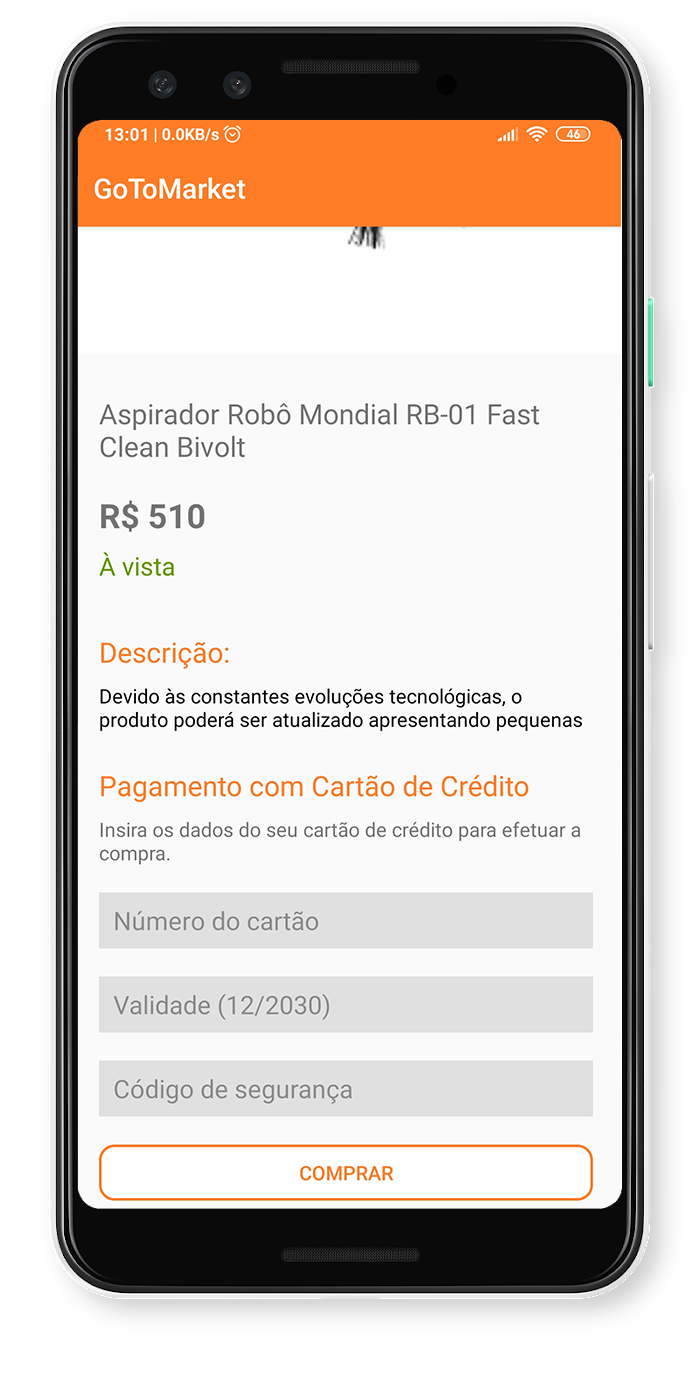 13:01 | 0.0KB/s
46
GoToMarket
Aspirador Robô Mondial RB-01 Fast
Clean Bivolt
R$ 510
À vista
Descrição:
Devido às constantes evoluções tecnológicas, o
produto poderá ser atualizado apresentando pequenas
Pagamento com Cartão de Crédito
Insira os dados do seu cartão de crédito para efetuar a
compra.
Número do cartão
Validade (12/2030)
Código de segurança
COMPRAR